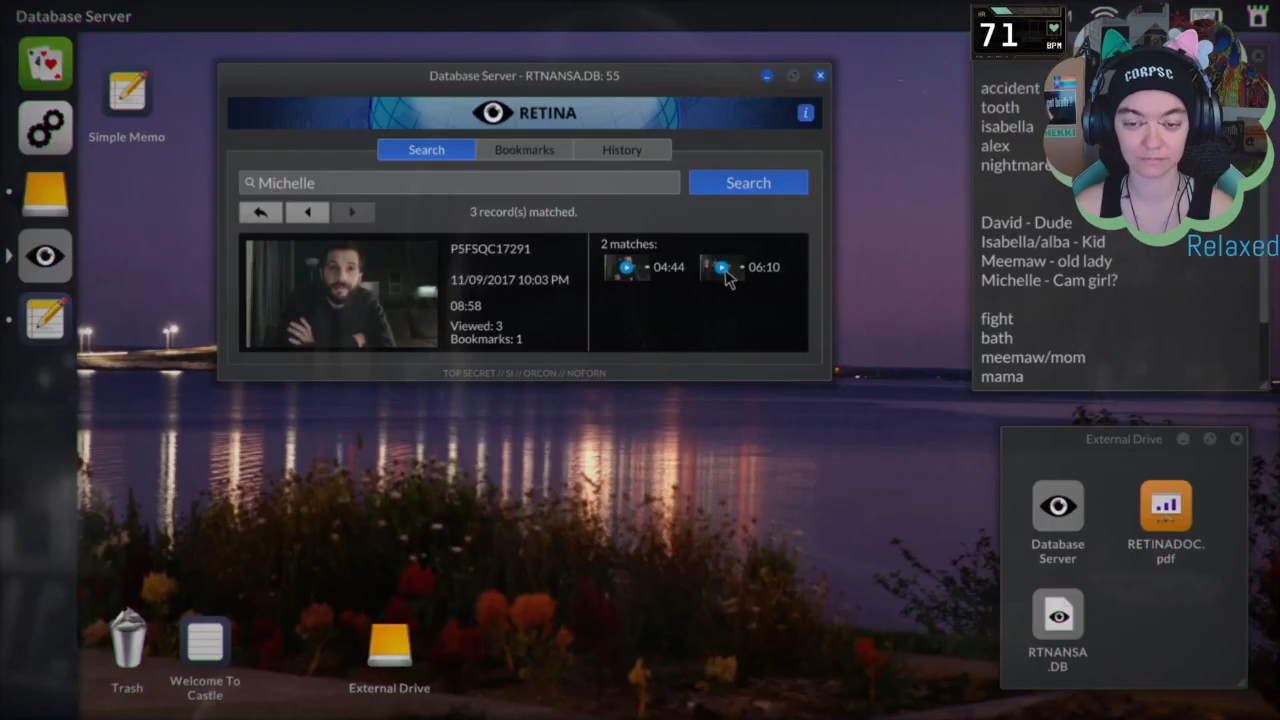 Database Server
HR
71
BPM
Simple Memo
Database Server - RTNANSA.DB: 55
RETINA
Search
Bookmarks
History
Michelle
Search
3 record(s) matched.
P5FSQC17291
11/09/2017 10:03 PM
08:58
Viewed: 3
Bookmarks: 1
2 matches:
04:44
06:10
TOP SECRET // SI // ORCON // NOFORN
CORPSC
accident
tooth
isabella
alex
nightmare
David - Dude
Isabella/alba - Kid
Meemaw - old lady
Michelle - Cam girl?
fight
bath
meemaw/mom
mama
Relaxed
External Drive
Database
Server
RETINADOC.
pdf
RTNANSA
.DB
Trash
Welcome To
Castle
External Drive